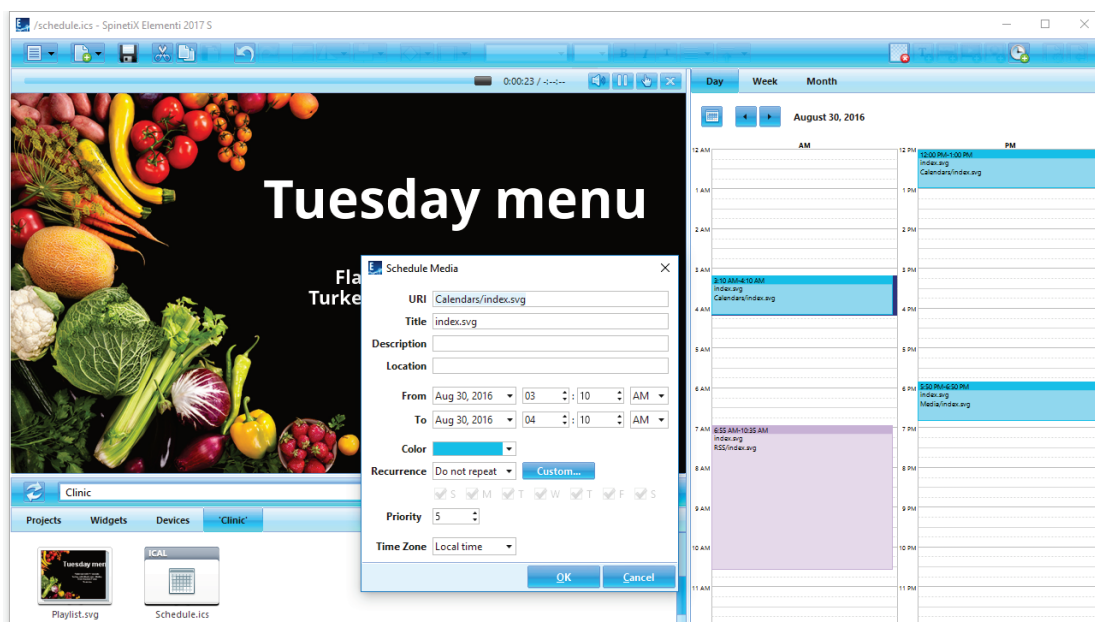 /schedule.ics - SpinetiX Elementi 2017 S
B I T
0:00:23 / -:--:--
Tuesday menu
Fla
Turke
Schedule Media
URI Calendars/index.svg
Title index.svg
Description
Location
From Aug 30, 2016 03 : 10 AM
To Aug 30, 2016 04 : 10 AM
Color
Recurrence Do not repeat Custom...
S M T W T F S
Priority 5
Time Zone Local time
OK Cancel
Clinic
Projects Widgets Devices 'Clinic'
Tuesday men
ICAL
Playlist.svg Schedule.ics
Day Week Month
August 30, 2016
AM PM
12 AM
1 AM
2 AM
3 AM
3:10 AM-4:10 AM
index.svg
Calendars/index.svg
4 AM
5 AM
6 AM
7 AM
6:55 AM-10:35 AM
index.svg
RSS/index.svg
8 AM
9 AM
10 AM
11 AM
12 PM
12:00 PM-1:00 PM
index.svg
Calendars/index.svg
1 PM
2 PM
3 PM
4 PM
5 PM
6 PM
5:50 PM-6:50 PM
index.svg
Media/index.svg
7 PM
8 PM
9 PM
10 PM
11 PM